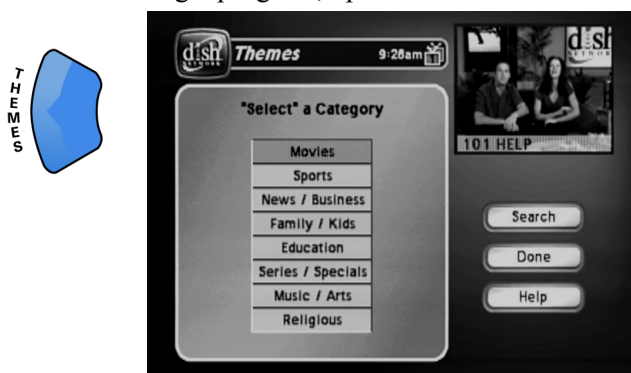 THEMES
dish
NETWORK
Themes
9:28am
"Select" a Category
Movies
Sports
News / Business
Family / Kids
Education
Series / Specials
Music / Arts
Religious
dish
101 HELP
Search
Done
Help